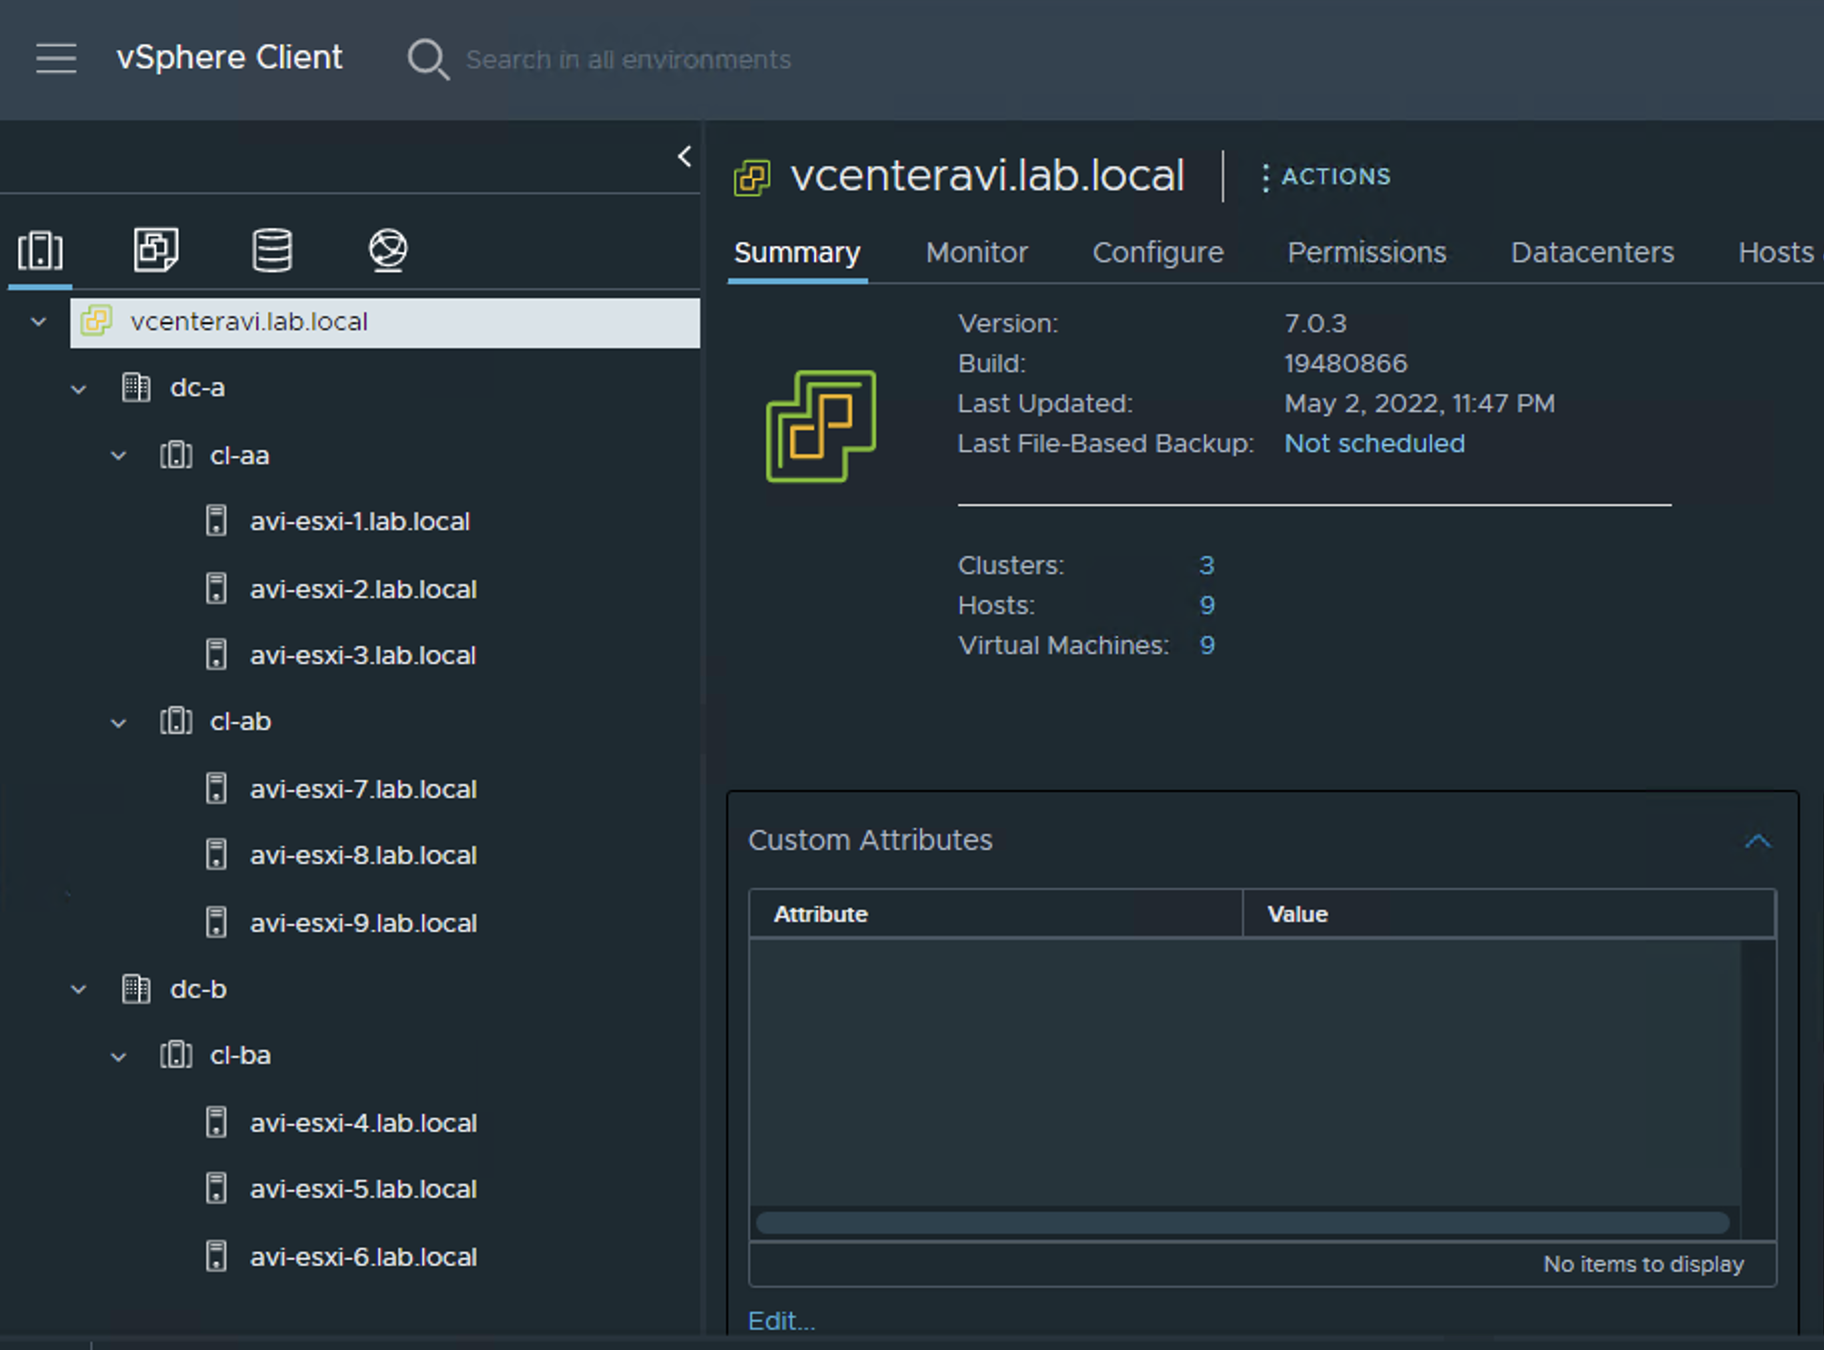 vSphere Client
Search in all environments
vcenteravi.lab.local
dc-a
cl-aa
avi-esxi-1.lab.local
avi-esxi-2.lab.local
avi-esxi-3.lab.local
cl-ab
avi-esxi-7.lab.local
avi-esxi-8.lab.local
avi-esxi-9.lab.local
dc-b
cl-ba
avi-esxi-4.lab.local
avi-esxi-5.lab.local
avi-esxi-6.lab.local
vcenteravi.lab.local ACTIONS
Summary Monitor Configure Permissions Datacenters Hosts
Version: 7.0.3
Build: 19480866
Last Updated: May 2, 2022, 11:47 PM
Last File-Based Backup: Not scheduled
Clusters: 3
Hosts: 9
Virtual Machines: 9
Custom Attributes
Attribute Value
No items to display
Edit...